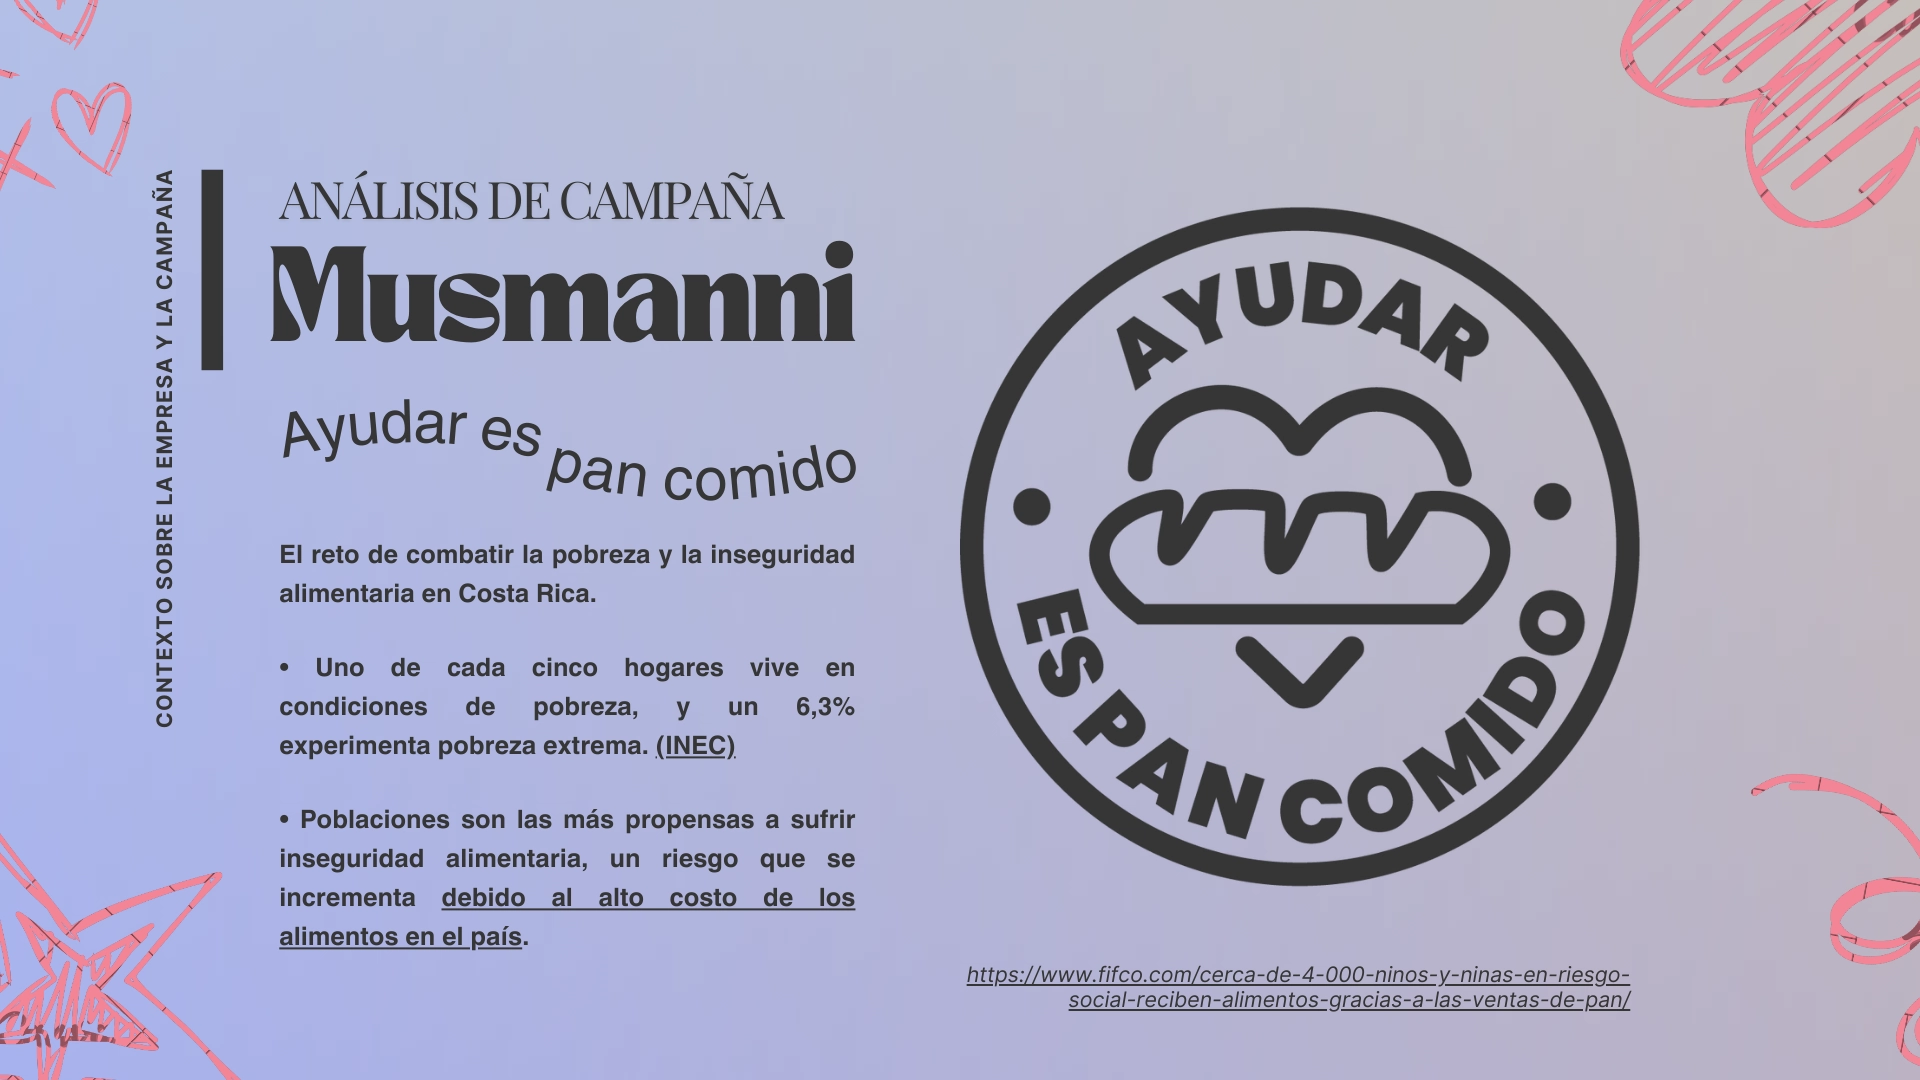 CONTEXTO SOBRE LA EMPRESA Y LA CAMPAÑA
ANÁLISIS DE CAMPAÑA
Musmanni
Ayudar es pan comido
El reto de combatir la pobreza y la inseguridad
alimentaria en Costa Rica.
• Uno de cada cinco hogares vive en
condiciones de pobreza, y un 6,3%
experimenta pobreza extrema. (INEC)
• Poblaciones son las más propensas a sufrir
inseguridad alimentaria, un riesgo que se
incrementa debido al alto costo de los
alimentos en el país.
AYUDAR
ES PAN COMIDO
https://www.fifco.com/cerca-de-4-000-ninos-y-ninas-en-riesgo-
social-reciben-alimentos-gracias-a-las-ventas-de-pan/